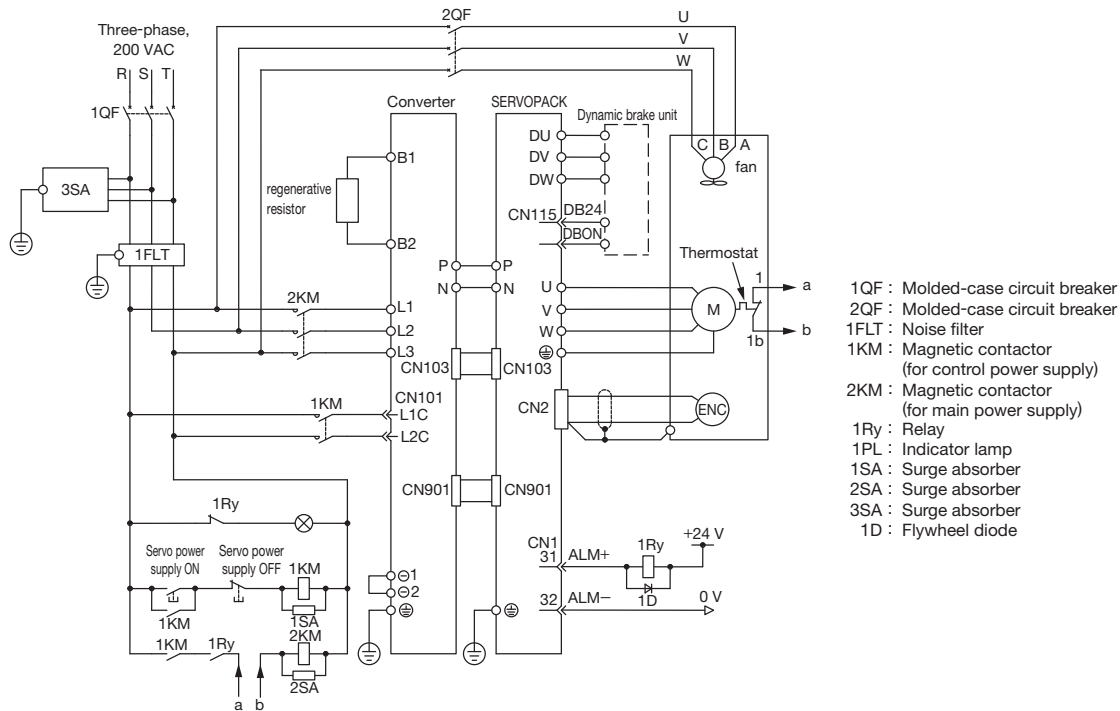 2QF
U
V
W
Three-phase,
200 VAC
R S T
1QF
Converter
SERVOPACK
Dynamic brake unit
DU
DV
DW
C B A
fan
3SA
B1
regenerative
resistor
B2
CN115
DB24
DBON
1FLT
Thermostat
P
N
P
N
2KM
L1
L2
L3
U
V
W
M
1
1b
a
b
CN103
CN103
CN101
1KM
L1C
L2C
CN2
ENC
CN901
CN901
1Ry
Servo power
supply ON
Servo power
supply OFF
1KM
1KM
1SA
2KM
1KM
1Ry
2SA
a b
⊖1
⊖2
CN1
31
ALM+
1Ry
+24 V
1D
32
ALM−
0 V
1QF : Molded-case circuit breaker
2QF : Molded-case circuit breaker
1FLT : Noise filter
1KM : Magnetic contactor
(for control power supply)
2KM : Magnetic contactor
(for main power supply)
1Ry : Relay
1PL : Indicator lamp
1SA : Surge absorber
2SA : Surge absorber
3SA : Surge absorber
1D : Flywheel diode